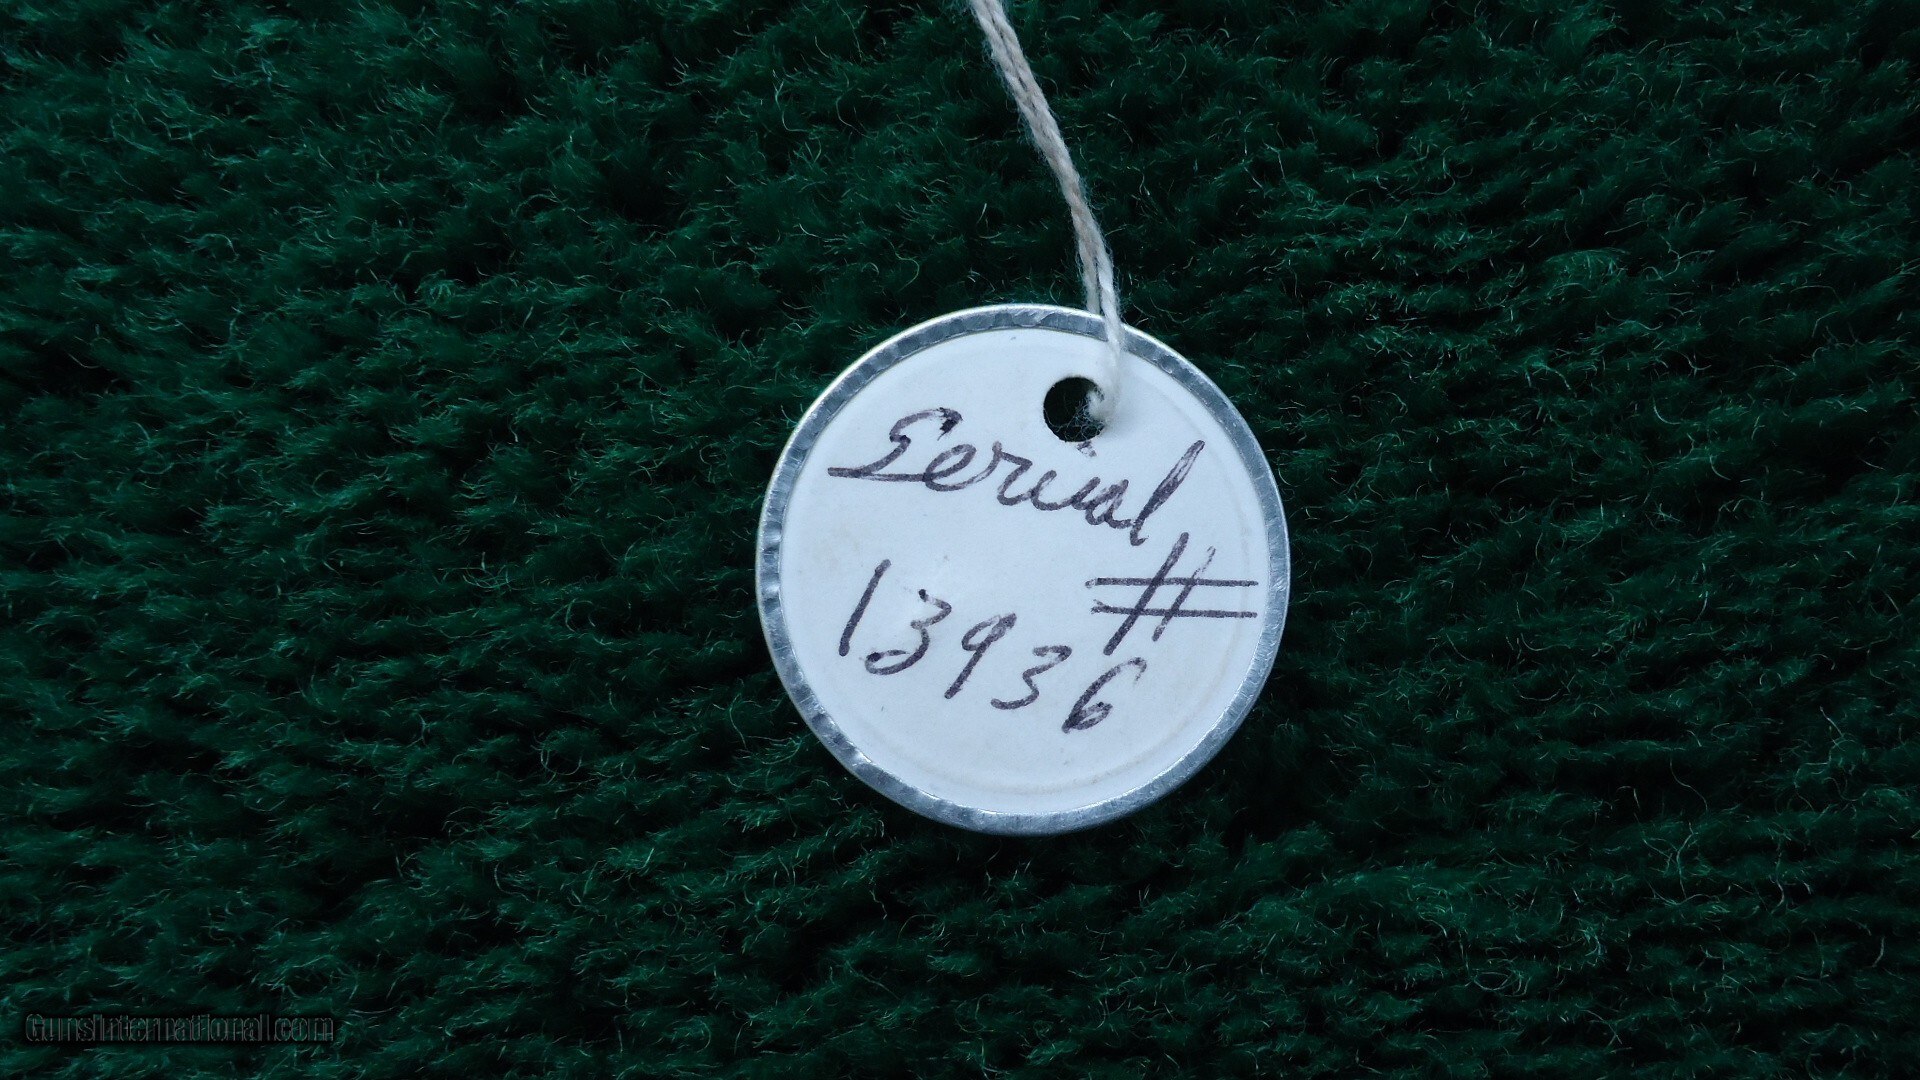 Serial
#
13936
GunsInternational.com